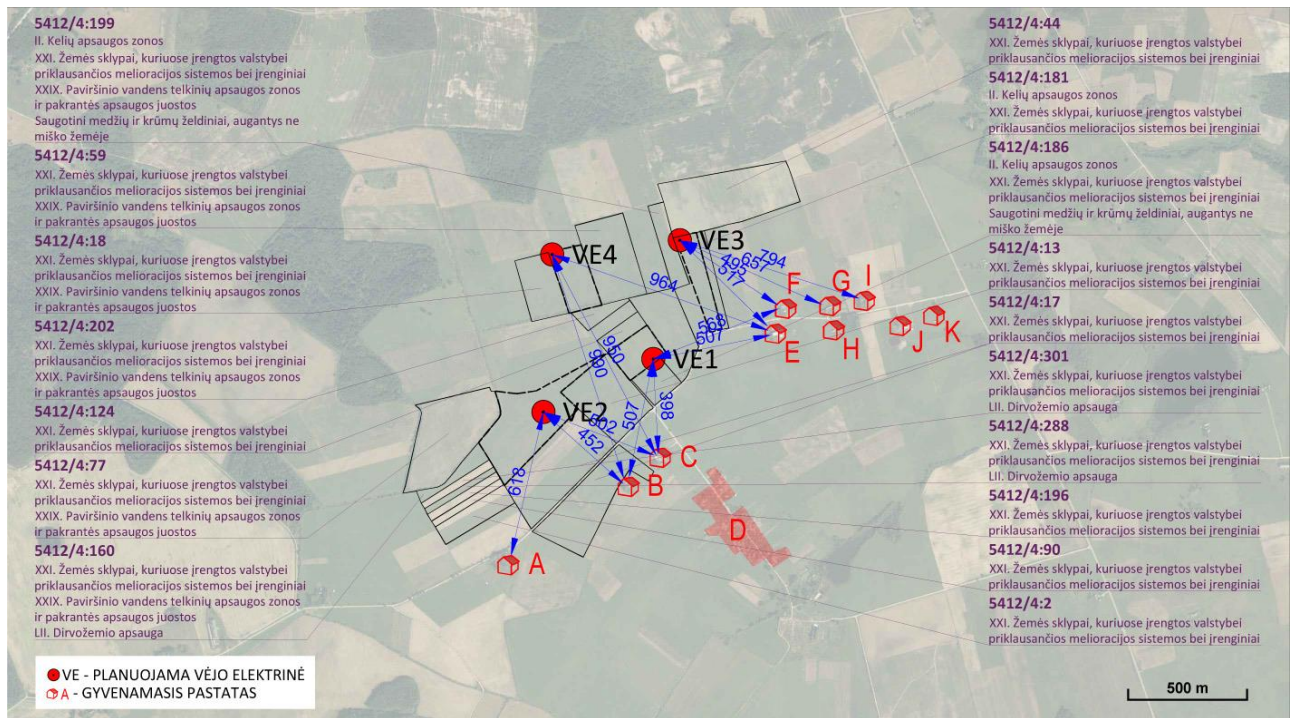 5412/4:199
II. Kelių apsaugos zonos
XXI. Žemės sklypai, kuriuose įrengtos valstybei
priklausančios melioracijos sistemos bei įrenginiai
XXIX. Paviršinio vandens telkinių apsaugos zonos
ir pakrantės apsaugos juostos
Saugotini medžių ir krūmų želdiniai, augantys ne
miško žemėje
5412/4:59
XXI. Žemės sklypai, kuriuose įrengtos valstybei
priklausančios melioracijos sistemos bei įrenginiai
XXIX. Paviršinio vandens telkinių apsaugos zonos
ir pakrantės apsaugos juostos
5412/4:18
XXI. Žemės sklypai, kuriuose įrengtos valstybei
priklausančios melioracijos sistemos bei įrenginiai
XXIX. Paviršinio vandens telkinių apsaugos zonos
ir pakrantės apsaugos juostos
5412/4:202
XXI. Žemės sklypai, kuriuose įrengtos valstybei
priklausančios melioracijos sistemos bei įrenginiai
XXIX. Paviršinio vandens telkinių apsaugos zonos
ir pakrantės apsaugos juostos
5412/4:124
XXI. Žemės sklypai, kuriuose įrengtos valstybei
priklausančios melioracijos sistemos bei įrenginiai
5412/4:77
XXI. Žemės sklypai, kuriuose įrengtos valstybei
priklausančios melioracijos sistemos bei įrenginiai
XXIX. Paviršinio vandens telkinių apsaugos zonos
ir pakrantės apsaugos juostos
5412/4:160
XXI. Žemės sklypai, kuriuose įrengtos valstybei
priklausančios melioracijos sistemos bei įrenginiai
XXIX. Paviršinio vandens telkinių apsaugos zonos
ir pakrantės apsaugos juostos
LII. Dirvožemio apsauga
VE - PLANUOJAMA VĖJO ELEKTRINĖ
A - GYVENAMASIS PASTATAS
VE4
VE3
VE1
VE2
964
495
657
794
517
568
507
950
990
507
398
502
452
618
F
G
I
E
H
J
K
C
B
D
A
5412/4:44
XXI. Žemės sklypai, kuriuose įrengtos valstybei
priklausančios melioracijos sistemos bei įrenginiai
5412/4:181
II. Kelių apsaugos zonos
XXI. Žemės sklypai, kuriuose įrengtos valstybei
priklausančios melioracijos sistemos bei įrenginiai
5412/4:186
II. Kelių apsaugos zonos
XXI. Žemės sklypai, kuriuose įrengtos valstybei
priklausančios melioracijos sistemos bei įrenginiai
Saugotini medžių ir krūmų želdiniai, augantys ne
miško žemėje
5412/4:13
XXI. Žemės sklypai, kuriuose įrengtos valstybei
priklausančios melioracijos sistemos bei įrenginiai
5412/4:17
XXI. Žemės sklypai, kuriuose įrengtos valstybei
priklausančios melioracijos sistemos bei įrenginiai
5412/4:301
XXI. Žemės sklypai, kuriuose įrengtos valstybei
priklausančios melioracijos sistemos bei įrenginiai
LII. Dirvožemio apsauga
5412/4:288
XXI. Žemės sklypai, kuriuose įrengtos valstybei
priklausančios melioracijos sistemos bei įrenginiai
LII. Dirvožemio apsauga
5412/4:196
XXI. Žemės sklypai, kuriuose įrengtos valstybei
priklausančios melioracijos sistemos bei įrenginiai
5412/4:90
XXI. Žemės sklypai, kuriuose įrengtos valstybei
priklausančios melioracijos sistemos bei įrenginiai
5412/4:2
XXI. Žemės sklypai, kuriuose įrengtos valstybei
priklausančios melioracijos sistemos bei įrenginiai
500 m